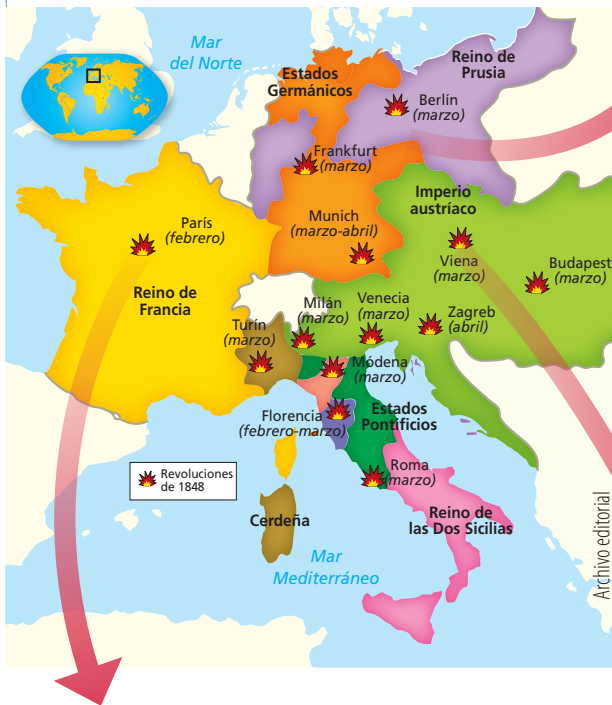 Mar
del Norte
Estados
Germánicos
Reino de
Prusia
Berlín
(marzo)
Frankfurt
(marzo)
Imperio
austríaco
París
(febrero)
Munich
(marzo-abril)
Viena
(marzo)
Budapest
(marzo)
Reino de
Francia
Milán
(marzo)
Venecia
(marzo)
Zagreb
(abril)
Turín
(marzo)
Módena
(marzo)
Florencia
(febrero-marzo)
Estados
Pontificios
Revoluciones
de 1848
Roma
(marzo)
Cerdeña
Reino de
las Dos Sicilias
Mar
Mediterráneo
Archivo editorial